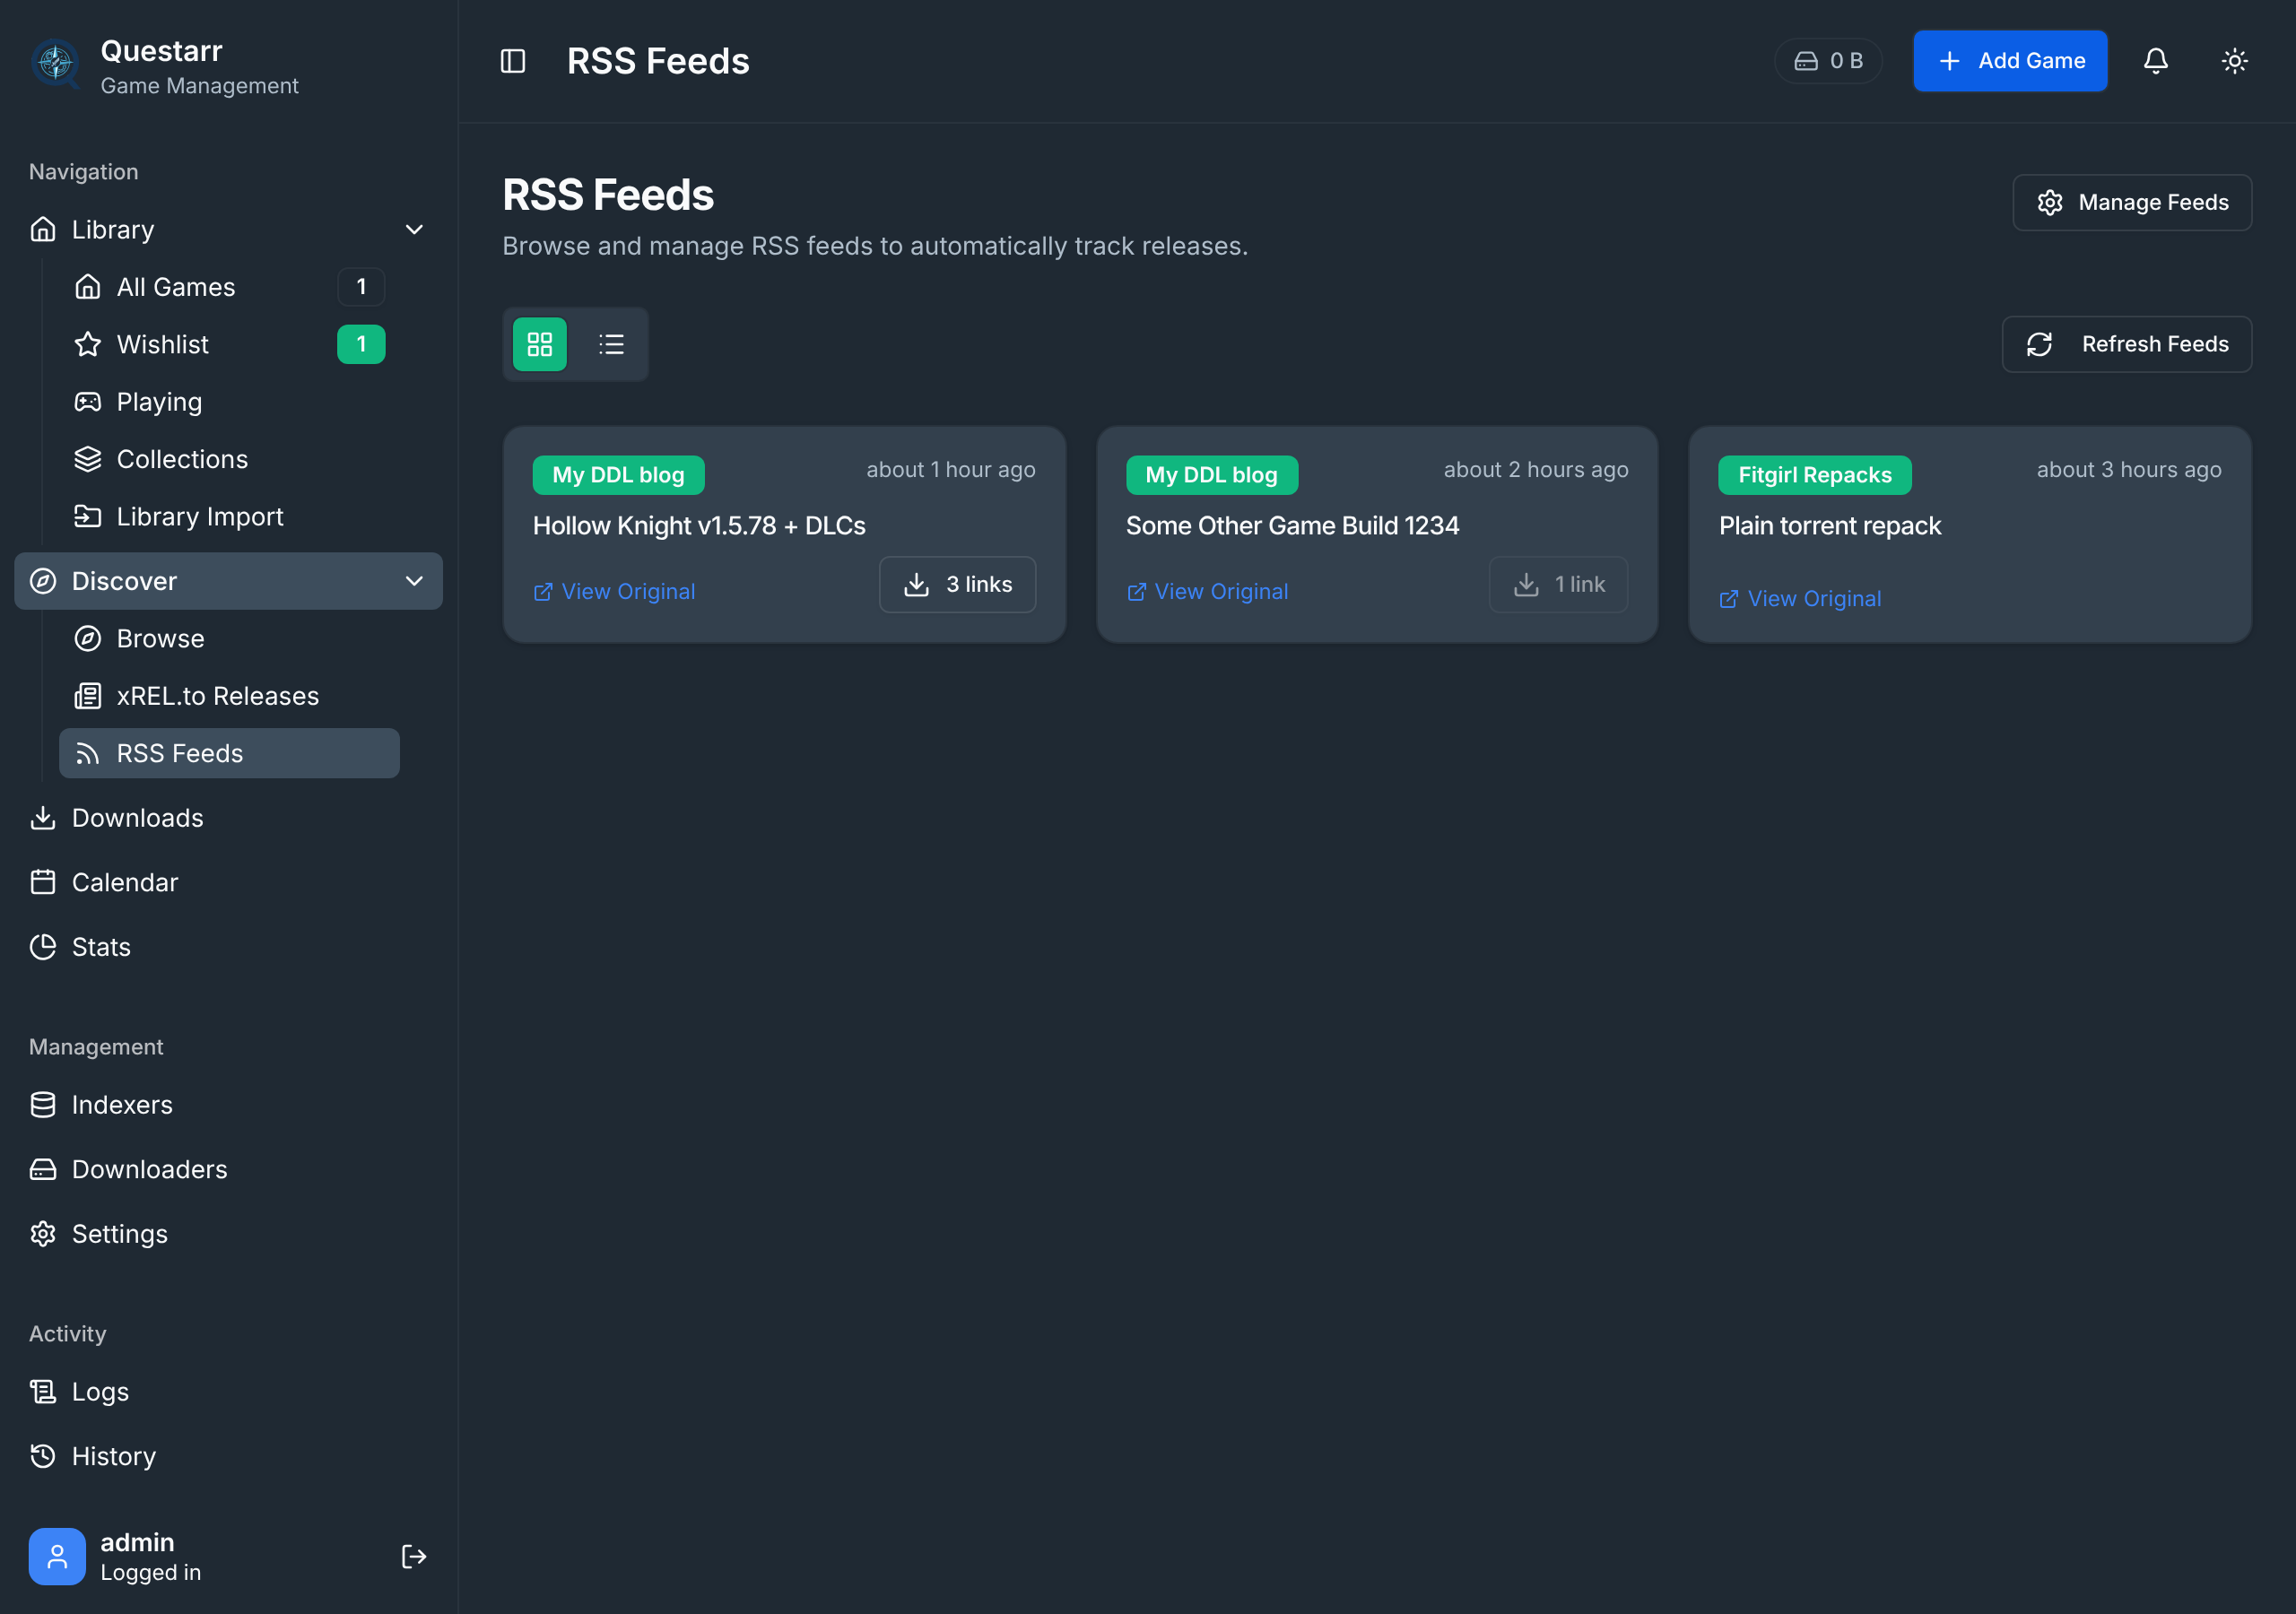 Questarr
Game Management
Navigation
Library
All Games 1
Wishlist 1
Playing
Collections
Library Import
Discover
Browse
xREL.to Releases
RSS Feeds
Downloads
Calendar
Stats
Management
Indexers
Downloaders
Settings
Activity
Logs
History
admin
Logged in
RSS Feeds
0 B
Add Game
RSS Feeds
Manage Feeds
Browse and manage RSS feeds to automatically track releases.
Refresh Feeds
My DDL blog about 1 hour ago
Hollow Knight v1.5.78 + DLCs
View Original 3 links
My DDL blog about 2 hours ago
Some Other Game Build 1234
View Original 1 link
Fitgirl Repacks about 3 hours ago
Plain torrent repack
View Original